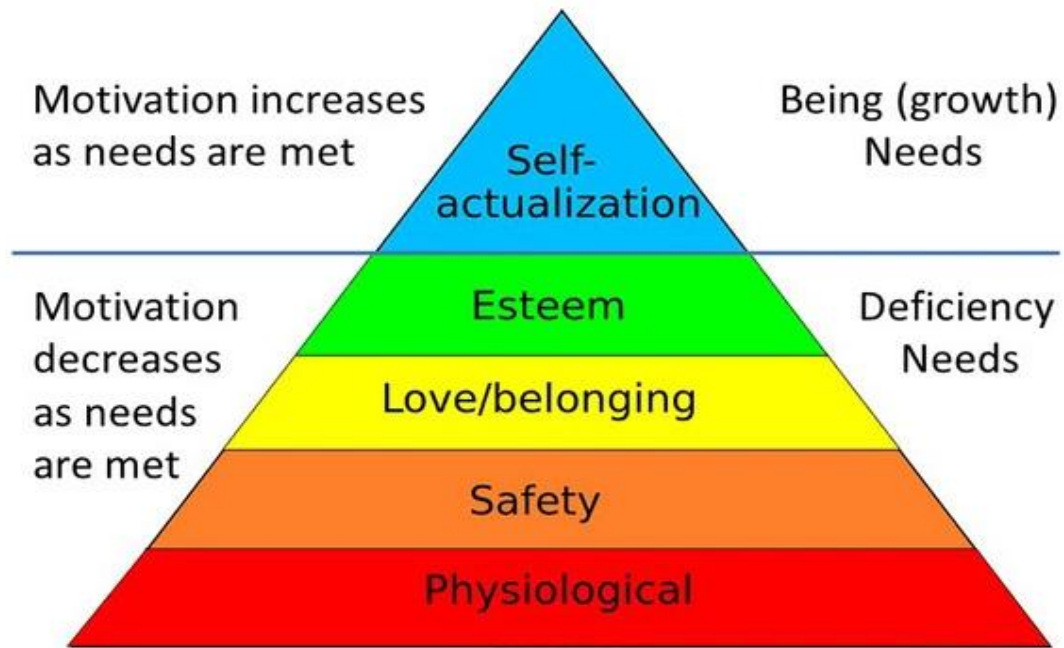 Motivation increases
as needs are met
Being (growth)
Needs
Self-
actualization
Motivation
decreases
as needs
are met
Deficiency
Needs
Esteem
Love/belonging
Safety
Physiological